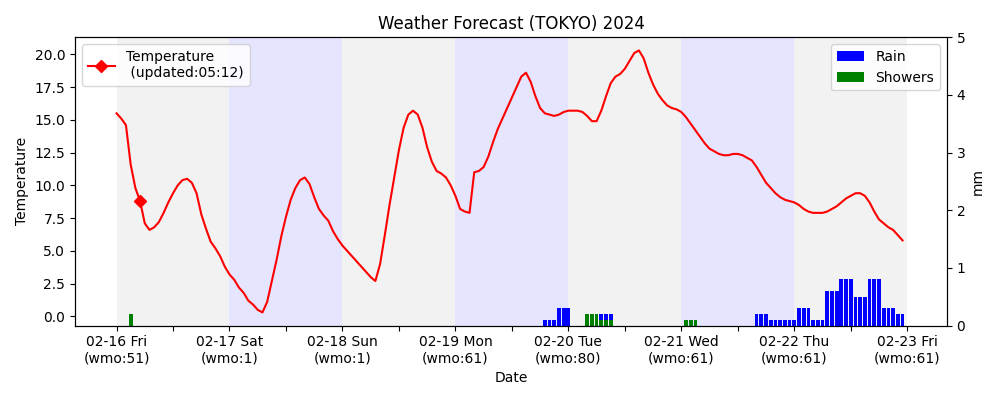 Weather Forecast (TOKYO) 2024
Temperature
(updated:05:12)
Rain
Showers
20.0
17.5
15.0
12.5
10.0
7.5
5.0
2.5
0.0
Temperature
5
4
3
2
1
0
mm
02-16 Fri
(wmo:51)
02-17 Sat
(wmo:1)
02-18 Sun
(wmo:1)
02-19 Mon
(wmo:61)
02-20 Tue
(wmo:80)
02-21 Wed
(wmo:61)
02-22 Thu
(wmo:61)
02-23 Fri
(wmo:61)
Date